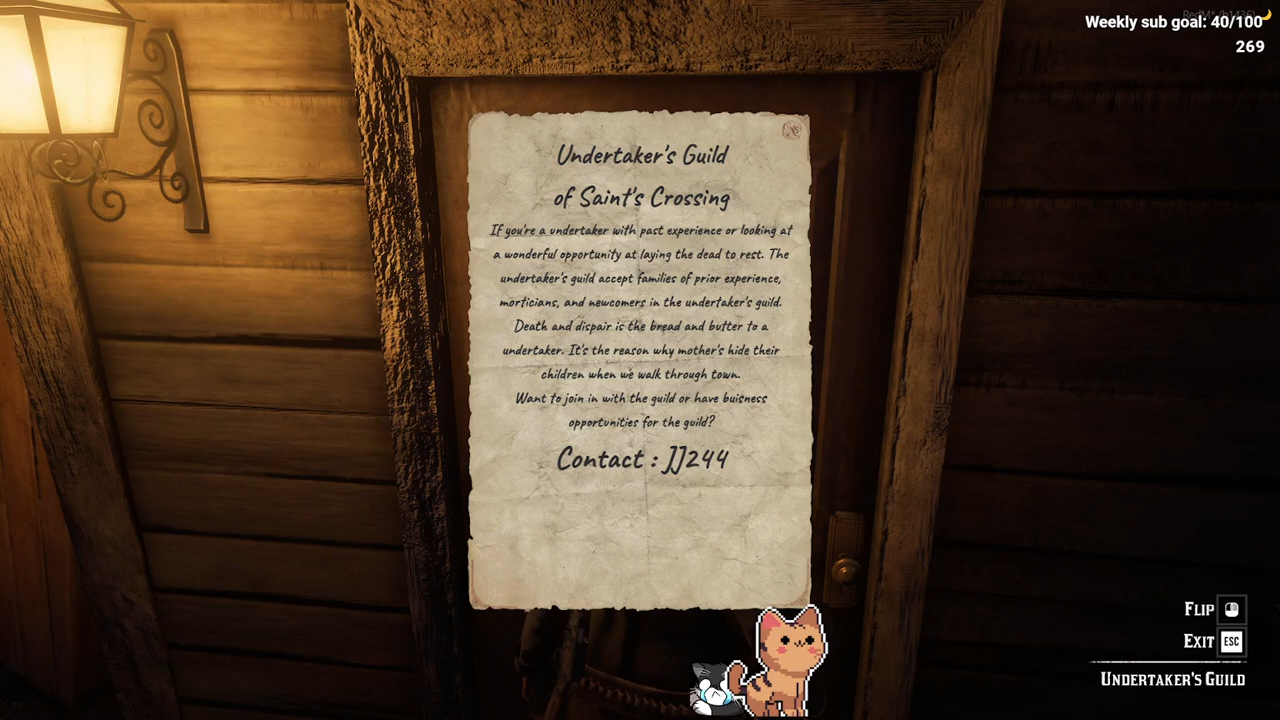 Weekly sub goal: 40/100
269
Undertaker's Guild
of Saint's Crossing
If you're a undertaker with past experience or looking at
a wonderful opportunity at laying the dead to rest. The
undertaker's guild accept families of prior experience,
morticians, and newcomers in the undertaker's guild.
Death and dispair is the bread and butter to a
undertaker. It's the reason why mother's hide their
children when we walk through town.
Want to join in with the guild or have buisness
opportunities for the guild?
Contact : JJ244
Flip
Exit ESC
Undertaker's Guild